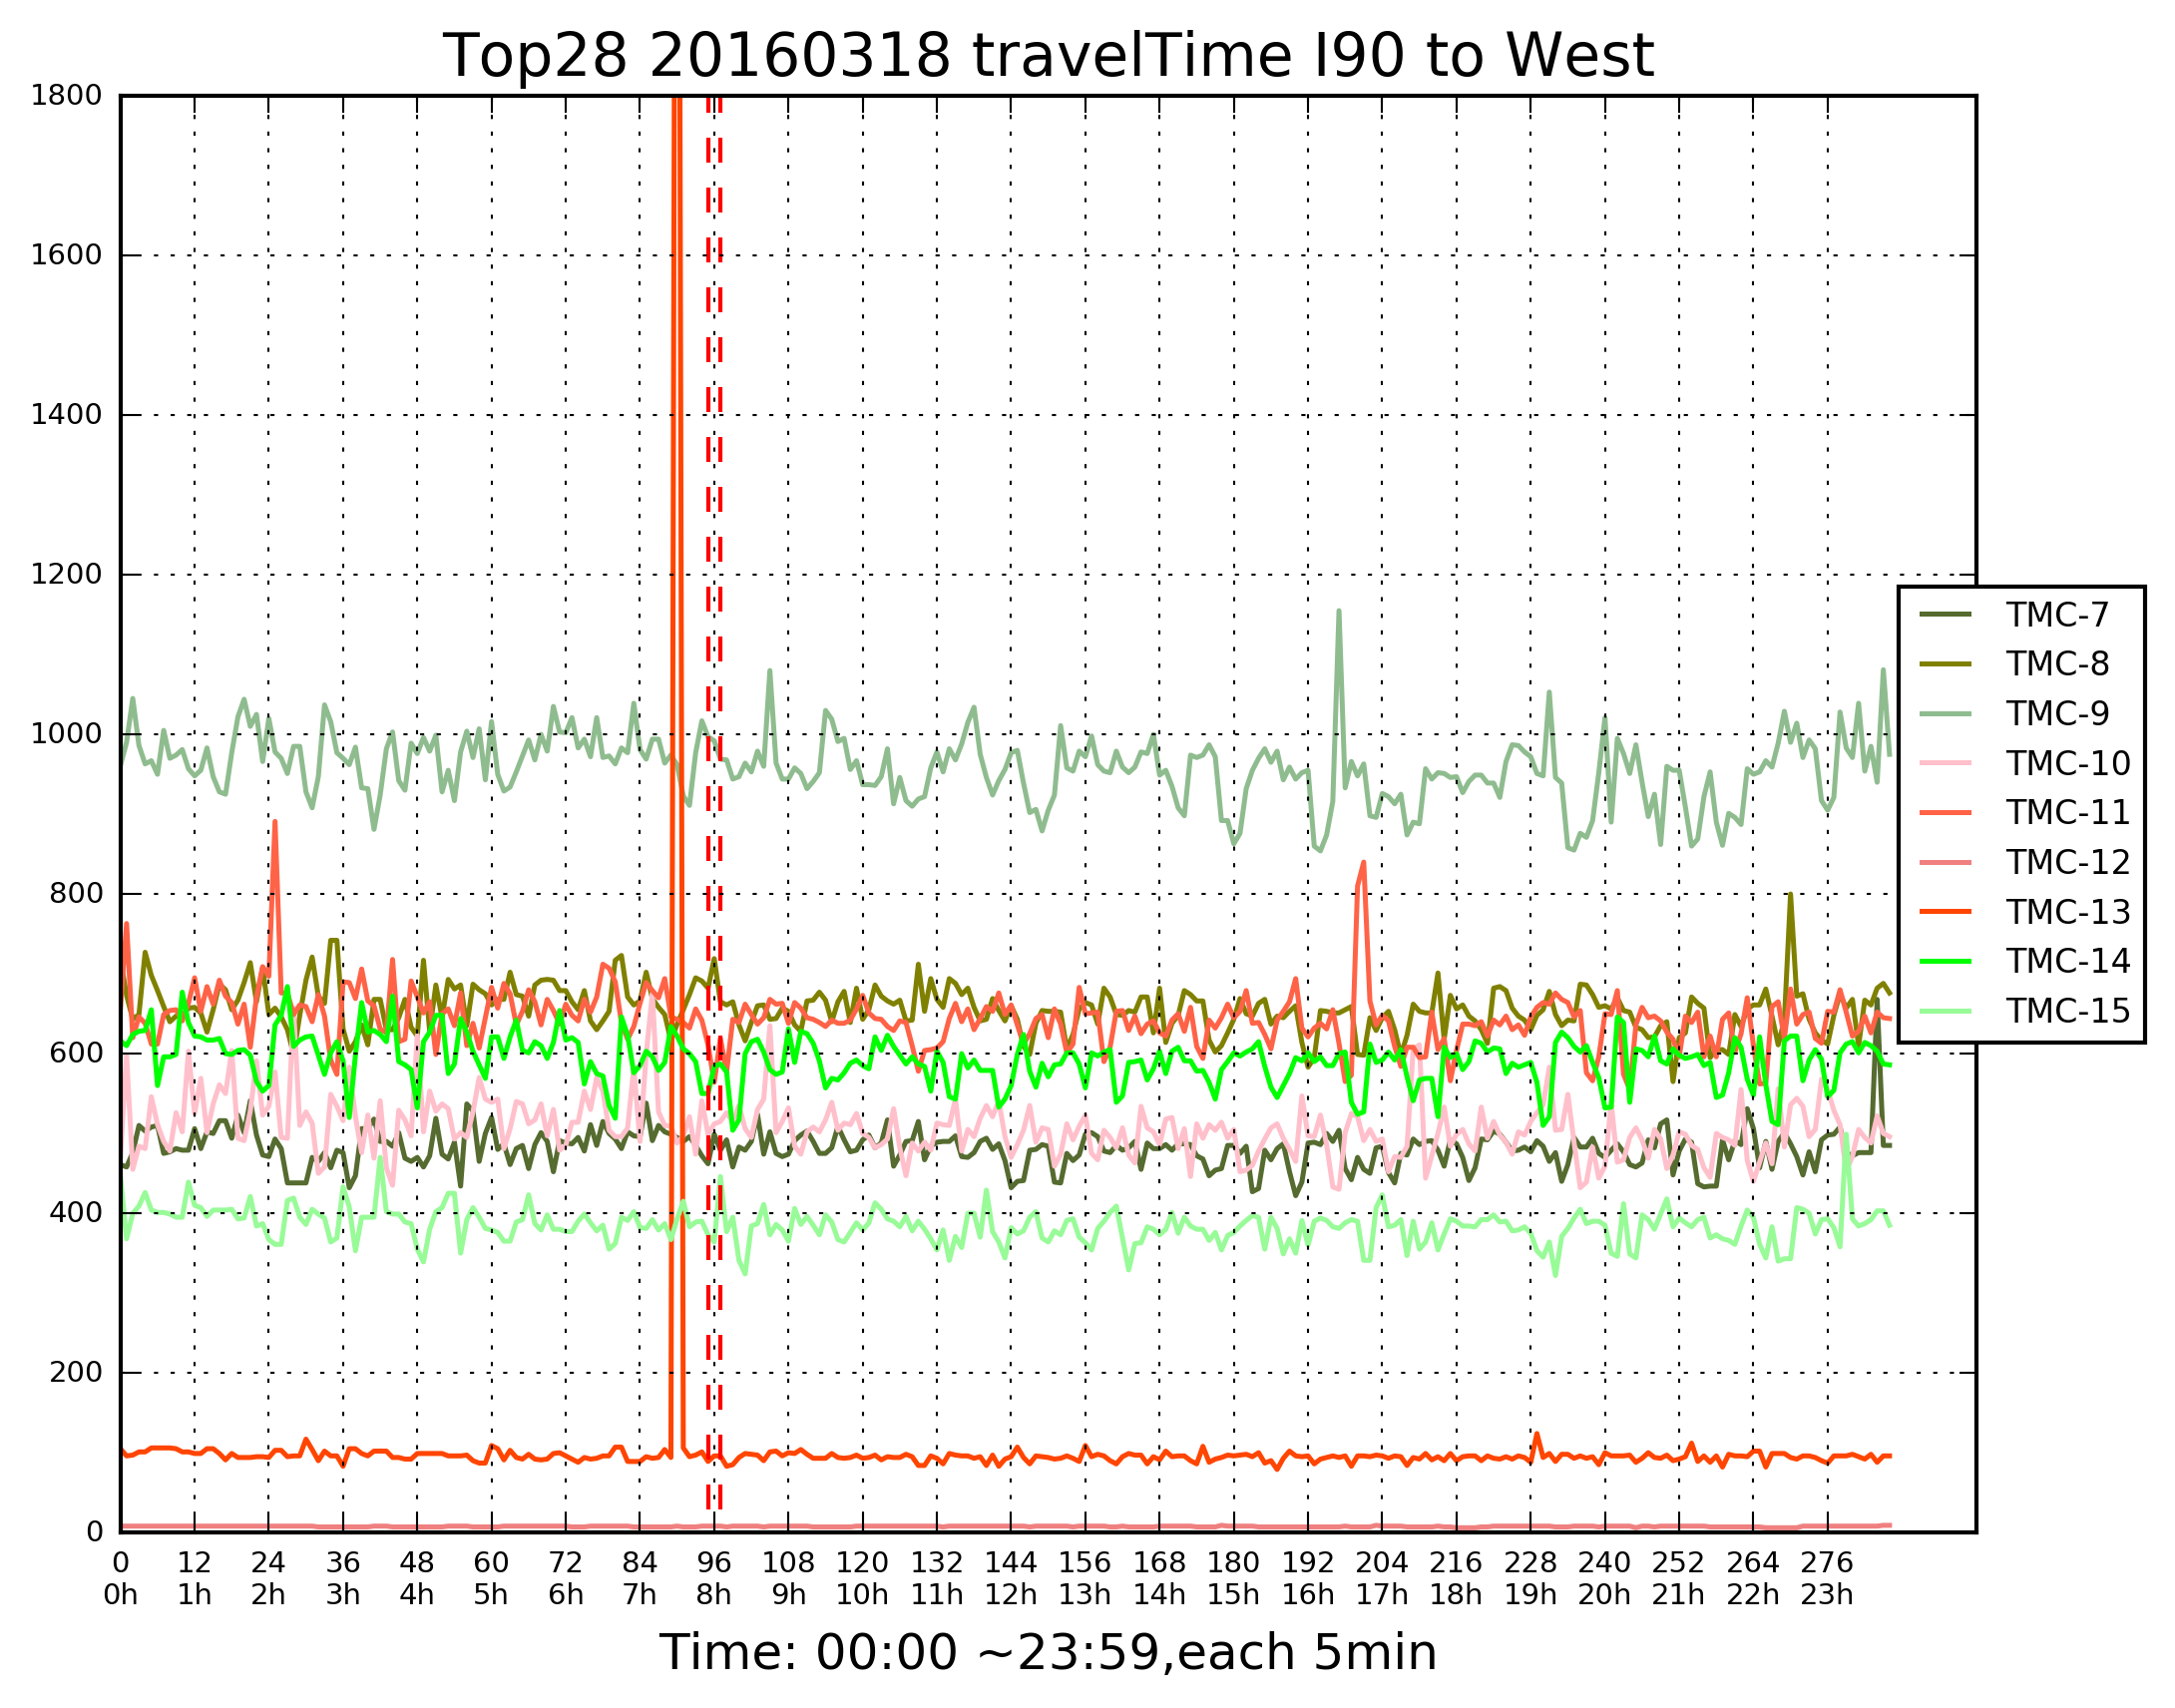 Top28 20160318 travelTime I90 to West
1800
1600
1400
1200
1000
800
600
400
200
0
TMC-7
TMC-8
TMC-9
TMC-10
TMC-11
TMC-12
TMC-13
TMC-14
TMC-15
0 12 24 36 48 60 72 84 96 108 120 132 144 156 168 180 192 204 216 228 240 252 264 276
0h 1h 2h 3h 4h 5h 6h 7h 8h 9h 10h 11h 12h 13h 14h 15h 16h 17h 18h 19h 20h 21h 22h 23h
Time: 00:00 ~23:59,each 5min